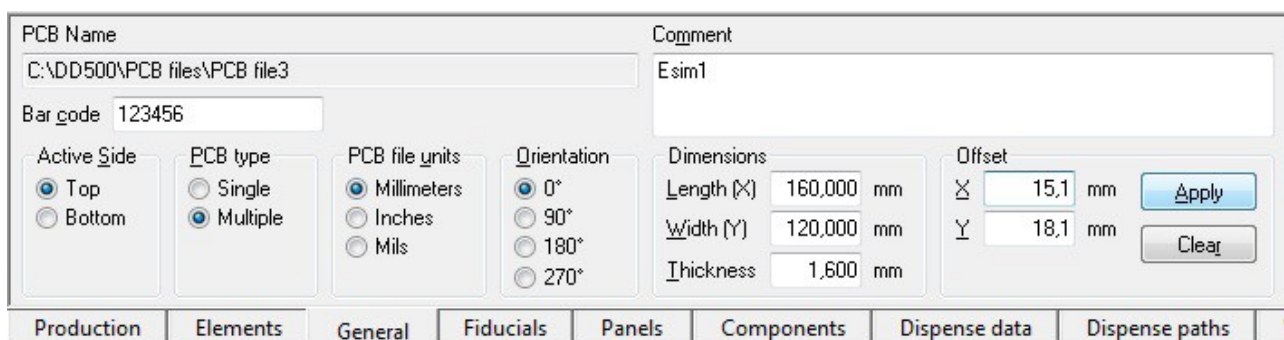 PCB Name
C:\DD500\PCB files\PCB file3
Bar code 123456
Comment
Esim1
Active Side
Top
Bottom
PCB type
Single
Multiple
PCB file units
Millimeters
Inches
Mils
Orientation
0°
90°
180°
270°
Dimensions
Length (X) 160,000 mm
Width (Y) 120,000 mm
Thickness 1,600 mm
Offset
X 15,1 mm
Y 18,1 mm
Apply
Clear
Production Elements General Fiducials Panels Components Dispense data Dispense paths